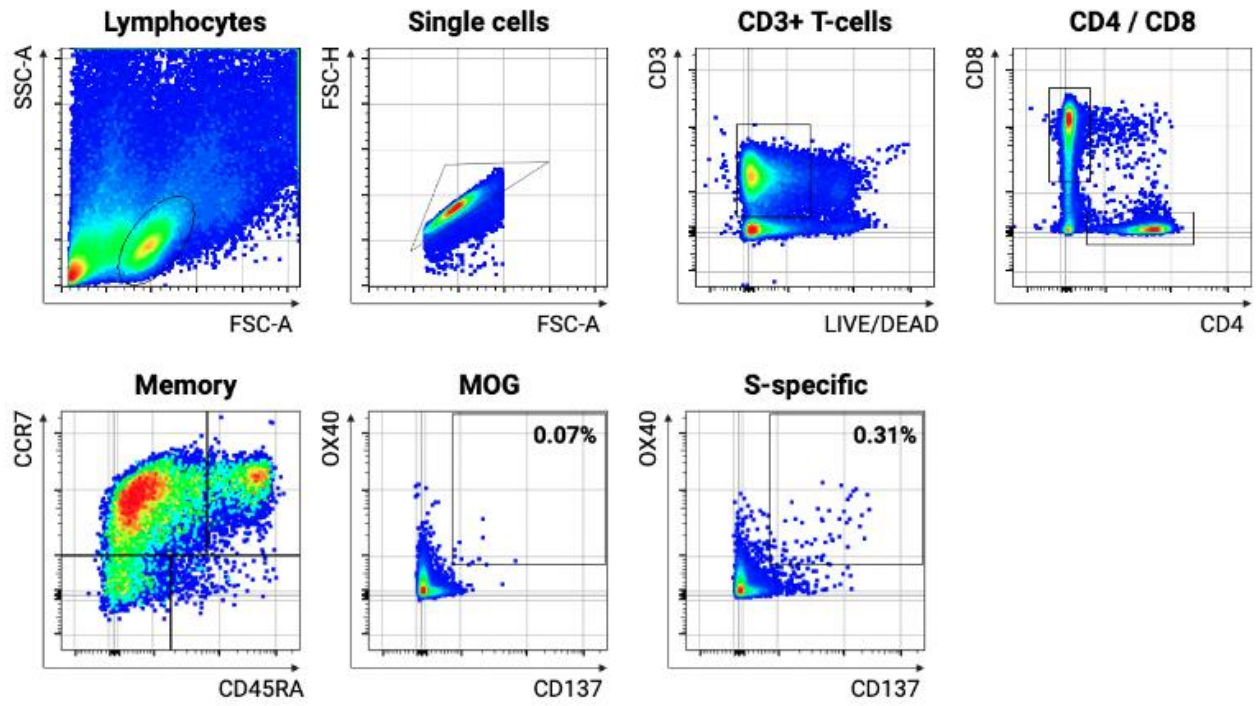 Lymphocytes
SSC-A
FSC-A
Single cells
FSC-H
FSC-A
CD3+ T-cells
CD3
LIVE/DEAD
CD4 / CD8
CD8
CD4
Memory
CCR7
CD45RA
MOG
OX40
0.07%
CD137
S-specific
OX40
0.31%
CD137